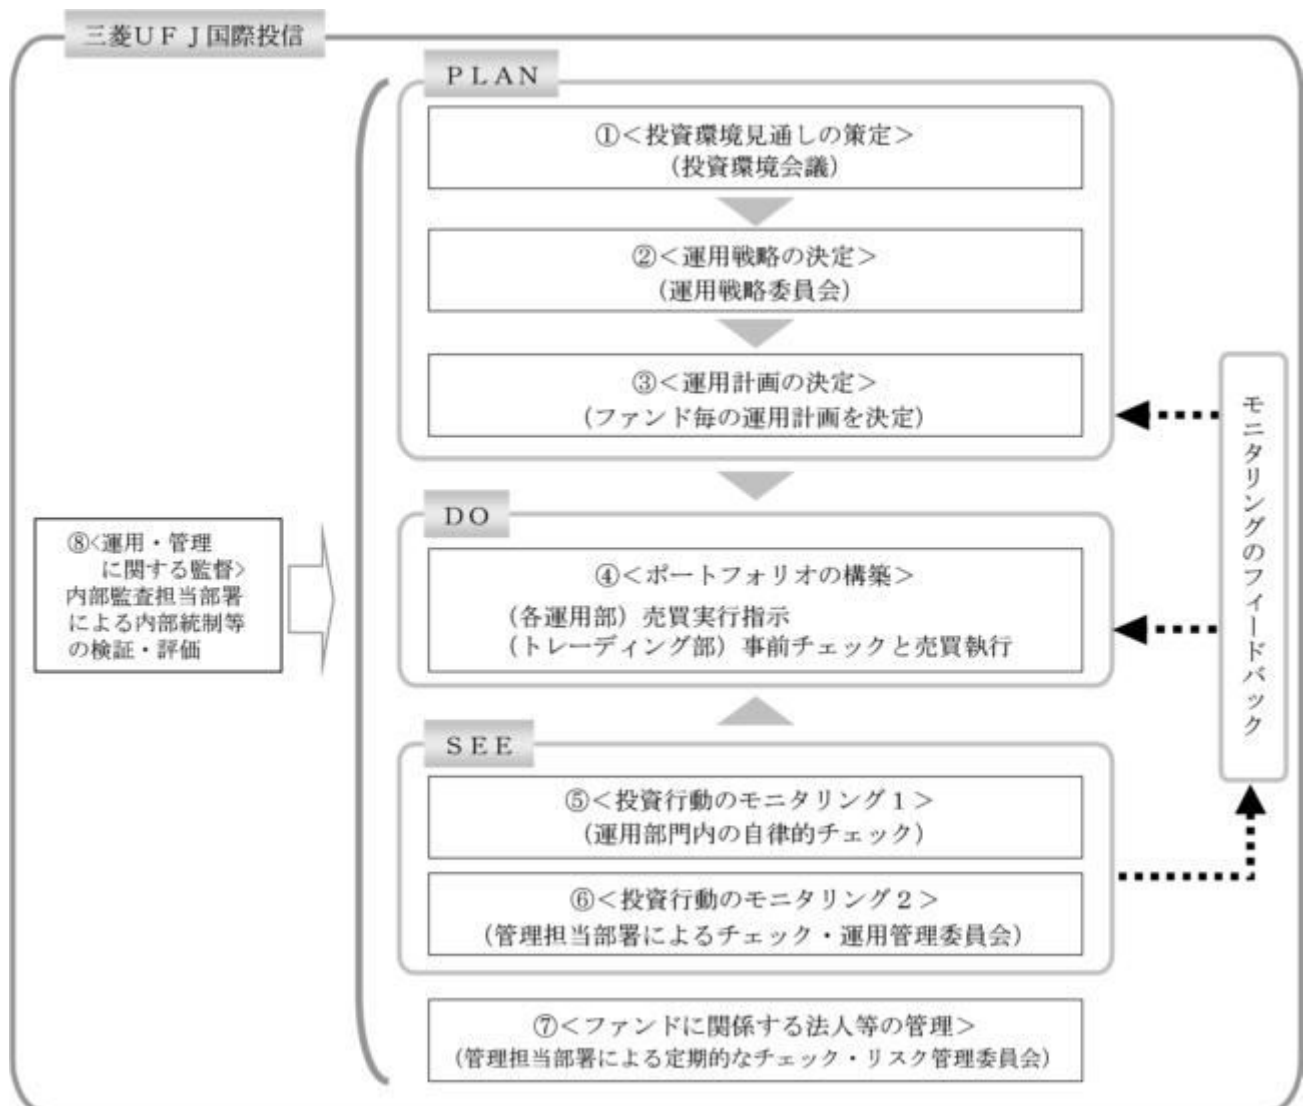 三菱ＵＦＪ国際投信
ＰＬＡＮ
①＜投資環境見通しの策定＞
（投資環境会議）
②＜運用戦略の決定＞
（運用戦略委員会）
③＜運用計画の決定＞
（ファンド毎の運用計画を決定）
ＤＯ
④＜ポートフォリオの構築＞
（各運用部）売買実行指示
（トレーディング部）事前チェックと売買執行
ＳＥＥ
⑤＜投資行動のモニタリング１＞
（運用部門内の自律的チェック）
⑥＜投資行動のモニタリング２＞
（管理担当部署によるチェック・運用管理委員会）
⑦＜ファンドに関係する法人等の管理＞
（管理担当部署による定期的なチェック・リスク管理委員会）
⑧<運用・管理
に関する監督>
内部監査担当部署
による内部統制等
の検証・評価
モニタリングのフィードバック